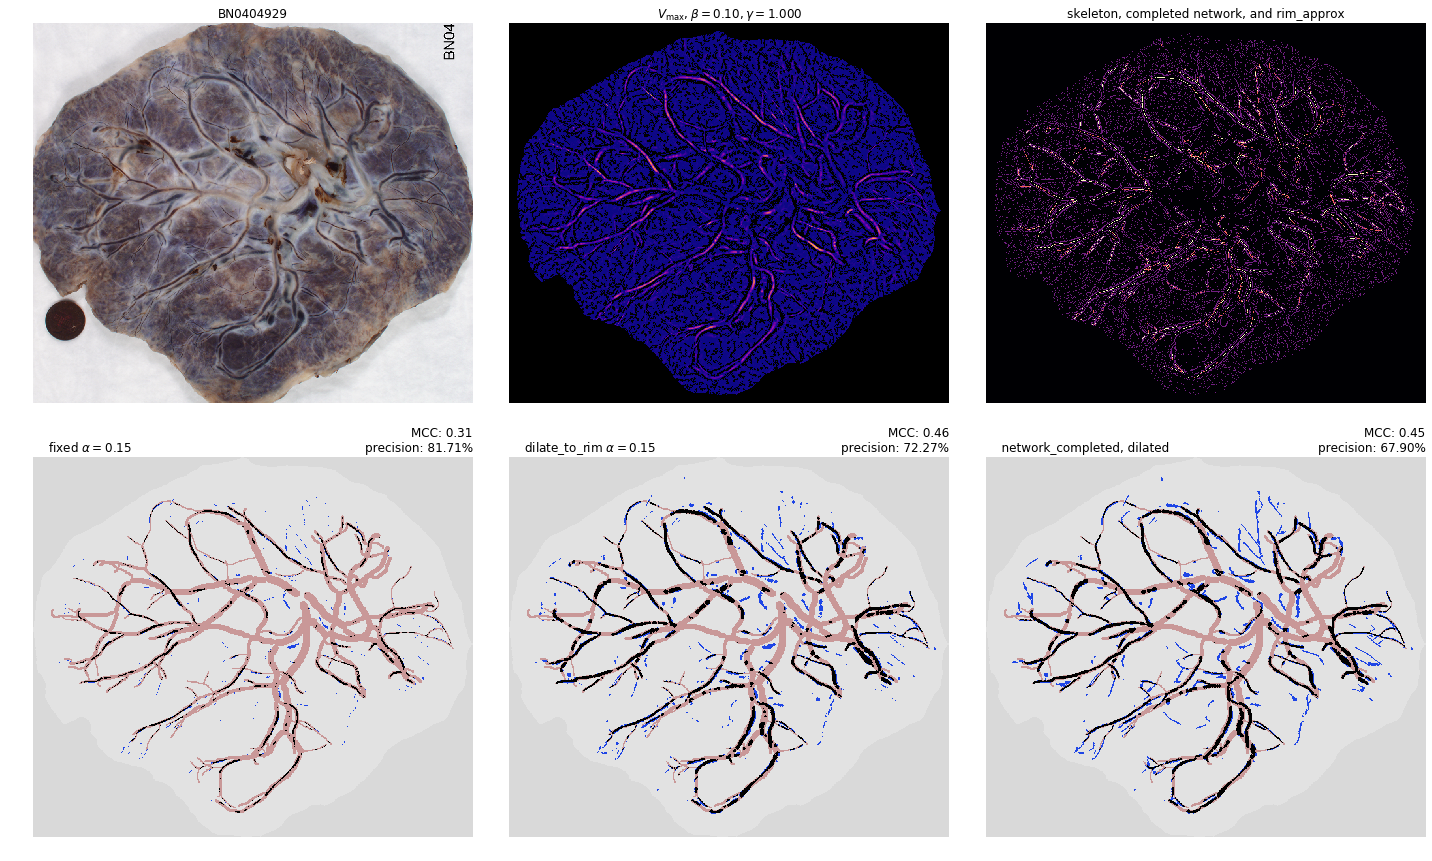 BN0404929
V_max, β = 0.10, γ = 1.000
skeleton, completed network, and rim_approx
BN04
MCC: 0.31
fixed α = 0.15 precision: 81.71%
MCC: 0.46
dilate_to_rim α = 0.15 precision: 72.27%
MCC: 0.45
network_completed, dilated precision: 67.90%